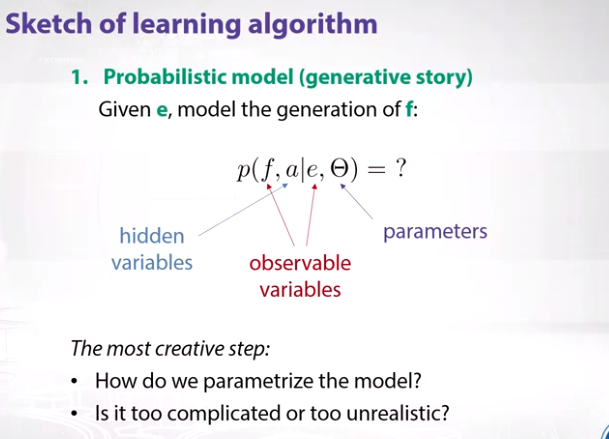 Sketch of learning algorithm
1. Probabilistic model (generative story)
Given e, model the generation of f:
p(f, a|e, Θ) = ?
hidden
variables
observable
variables
parameters
The most creative step:
• How do we parametrize the model?
• Is it too complicated or too unrealistic?